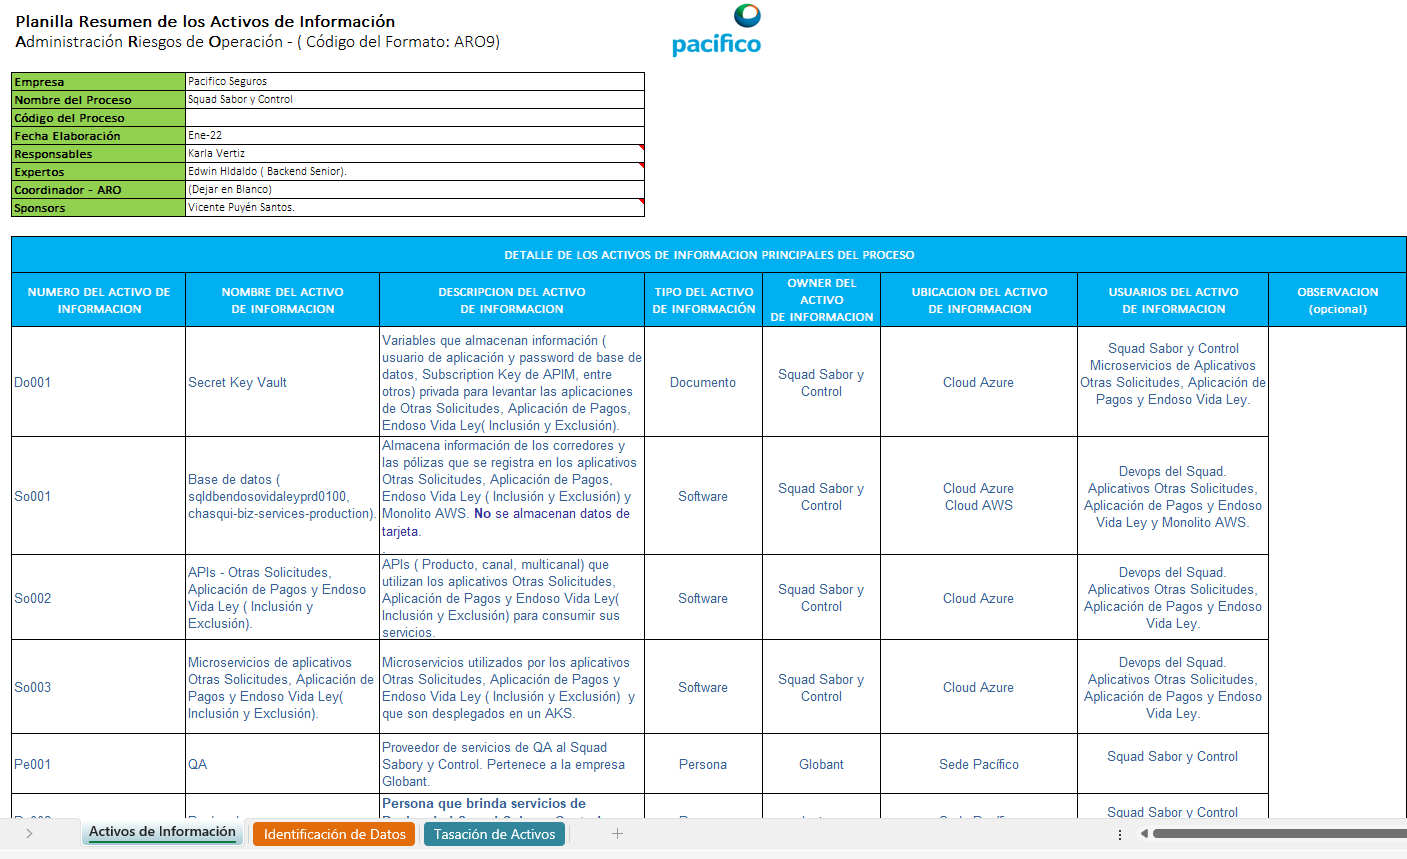 Planilla Resumen de los Activos de Información
Administración Riesgos de Operación - ( Código del Formato: ARO9)
pacifico
Empresa
Pacifico Seguros
Nombre del Proceso
Squad Sabor y Control
Código del Proceso
Fecha Elaboración
Ene-22
Responsables
Karla Vertiz
Expertos
Edwin HIdaldo ( Backend Senior).
Coordinador - ARO
(Dejar en Blanco)
Sponsors
Vicente Puyén Santos.
DETALLE DE LOS ACTIVOS DE INFORMACION PRINCIPALES DEL PROCESO
NUMERO DEL ACTIVO DE
INFORMACION
NOMBRE DEL ACTIVO
DE INFORMACION
DESCRIPCION DEL ACTIVO
DE INFORMACION
TIPO DEL ACTIVO
DE INFORMACIÓN
OWNER DEL
ACTIVO
DE INFORMACION
UBICACION DEL ACTIVO
DE INFORMACION
USUARIOS DEL ACTIVO
DE INFORMACION
OBSERVACION
(opcional)
Do001
Secret Key Vault
Variables que almacenan información (
usuario de aplicación y password de base de
datos, Subscription Key de APIM, entre
otros) privada para levantar las aplicaciones
de Otras Solicitudes, Aplicación de Pagos,
Endoso Vida Ley( Inclusión y Exclusión).
Documento
Squad Sabor y
Control
Cloud Azure
Squad Sabor y Control
Microservicios de Aplicativos
Otras Solicitudes, Aplicación de
Pagos y Endoso Vida Ley.
So001
Base de datos (
sqldbendosovidaleyprd0100,
chasqui-biz-services-production).
Almacena información de los corredores y
las pólizas que se registra en los aplicativos
Otras Solicitudes, Aplicación de Pagos,
Endoso Vida Ley ( Inclusión y Exclusión) y
Monolito AWS. No se almacenan datos de
tarjeta.
.
Software
Squad Sabor y
Control
Cloud Azure
Cloud AWS
Devops del Squad.
Aplicativos Otras Solicitudes,
Aplicación de Pagos y Endoso
Vida Ley y Monolito AWS.
So002
APIs - Otras Solicitudes,
Aplicación de Pagos y Endoso
Vida Ley ( Inclusión y
Exclusión).
APIs ( Producto, canal, multicanal) que
utilizan los aplicativos Otras Solicitudes,
Aplicación de Pagos y Endoso Vida Ley(
Inclusión y Exclusión) para consumir sus
servicios.
Software
Squad Sabor y
Control
Cloud Azure
Devops del Squad.
Aplicativos Otras Solicitudes,
Aplicación de Pagos y Endoso
Vida Ley.
So003
Microservicios de aplicativos
Otras Solicitudes, Aplicación de
Pagos y Endoso Vida Ley(
Inclusión y Exclusión).
Microservicios utilizados por los aplicativos
Otras Solicitudes, Aplicación de Pagos y
Endoso Vida Ley ( Inclusión y Exclusión) y
que son desplegados en un AKS.
Software
Squad Sabor y
Control
Cloud Azure
Devops del Squad.
Aplicativos Otras Solicitudes,
Aplicación de Pagos y Endoso
Vida Ley.
Pe001
QA
Proveedor de servicios de QA al Squad
Sabory y Control. Pertenece a la empresa
Globant.
Persona
Globant
Sede Pacífico
Squad Sabor y Control
Persona que brinda servicios de
Squad Sabor y Control
Activos de Información
Identificación de Datos
Tasación de Activos